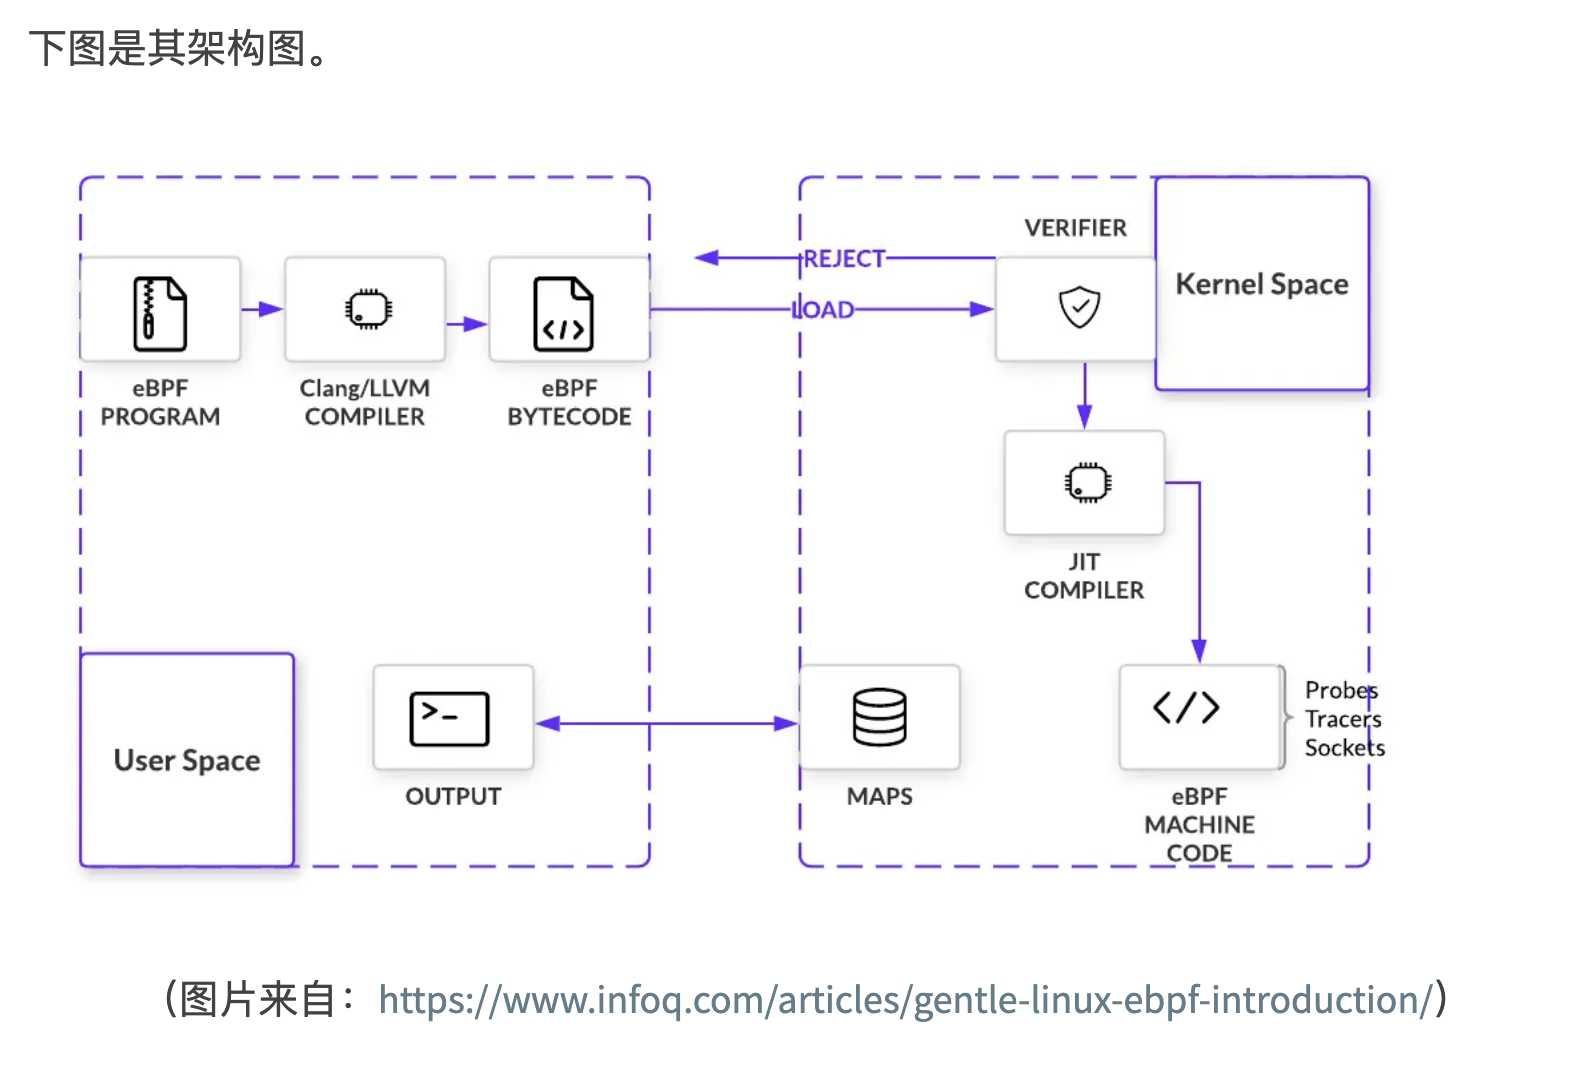 下图是其架构图。
VERIFIER
REJECT
Kernel Space
LOAD
eBPF
PROGRAM
Clang/LLVM
COMPILER
eBPF
BYTECODE
JIT
COMPILER
Probes
Tracers
Sockets
User Space
OUTPUT
MAPS
eBPF
MACHINE
CODE
（图片来自：https://www.infoq.com/articles/gentle-linux-ebpf-introduction/）